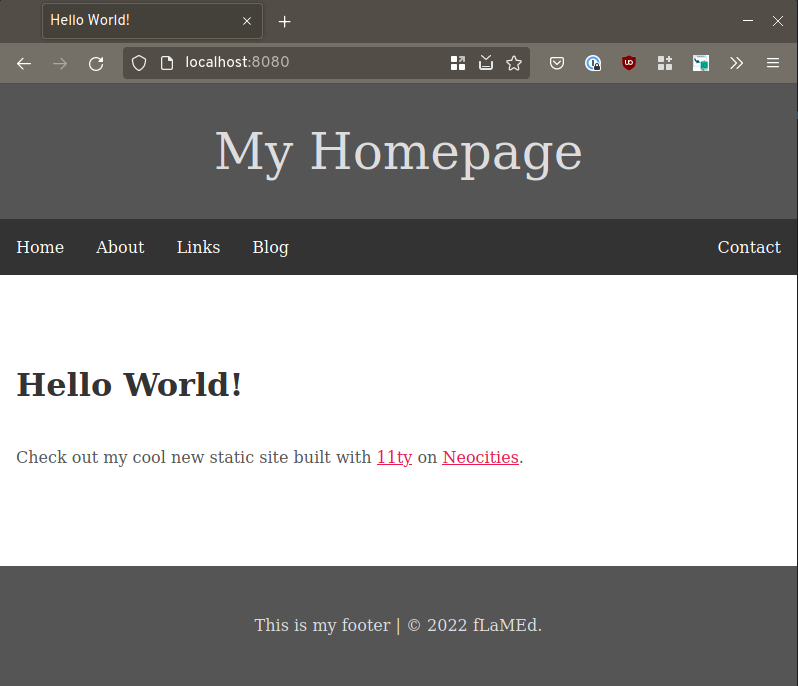 Hello World!
localhost:8080
My Homepage
Home About Links Blog Contact
Hello World!
Check out my cool new static site built with 11ty on Neocities.
This is my footer | © 2022 fLaMEd.